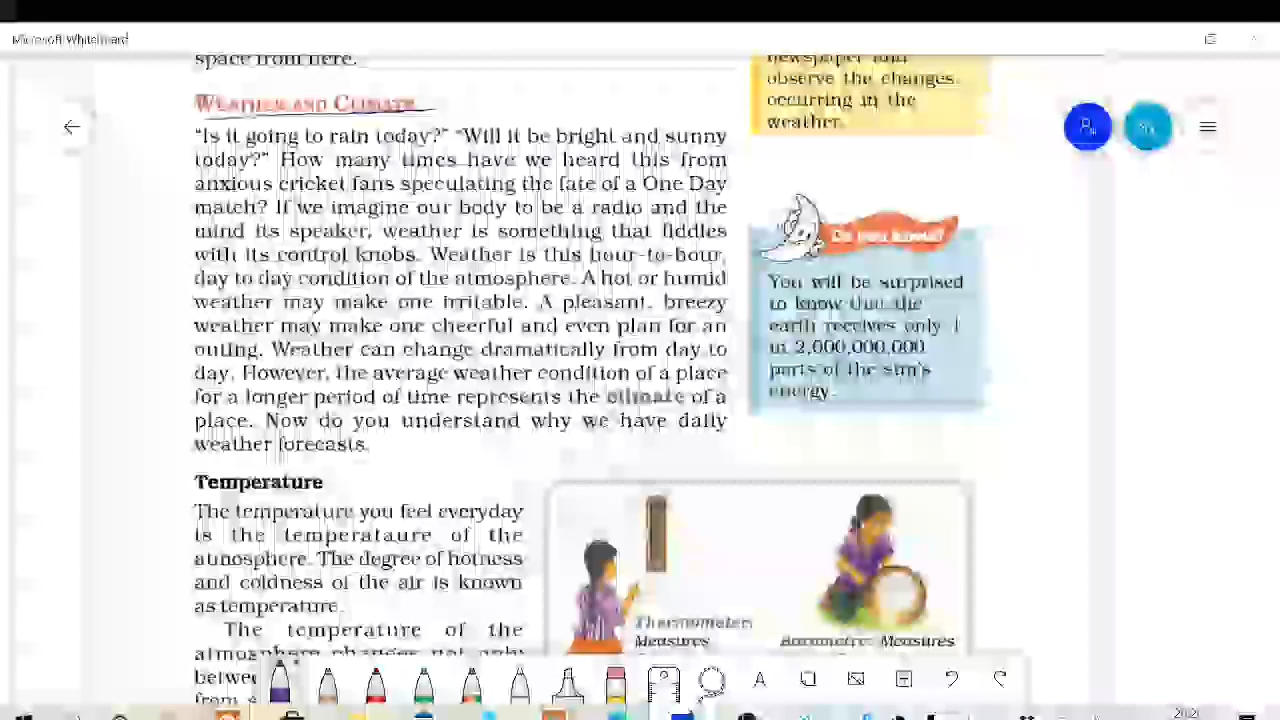 Microsoft Whiteboard
space from here.
WEATHER AND CLIMATE
"Is it going to rain today?" "Will it be bright and sunny
today?" How many times have we heard this from
anxious cricket fans speculating the fate of a One Day
match? If we imagine our body to be a radio and the
mind its speaker, weather is something that fiddles
with its control knobs. Weather is this hour-to-hour,
day to day condition of the atmosphere. A hot or humid
weather may make one irritable. A pleasant, breezy
weather may make one cheerful and even plan for an
outing. Weather can change dramatically from day to
day. However, the average weather condition of a place
for a longer period of time represents the climate of a
place. Now do you understand why we have daily
weather forecasts.
Temperature
The temperature you feel everyday
is the temperataure of the
atmosphere. The degree of hotness
and coldness of the air is known
as temperature.
The temperature of the
atmosphere changes not only
newspaper and
observe the changes
occurring in the
weather.
Do you know?
You will be surprised
to know that the
earth receives only 1
in 2,000,000,000
parts of the sun's
energy.
Thermometer:
Measures
Barometre: Measures